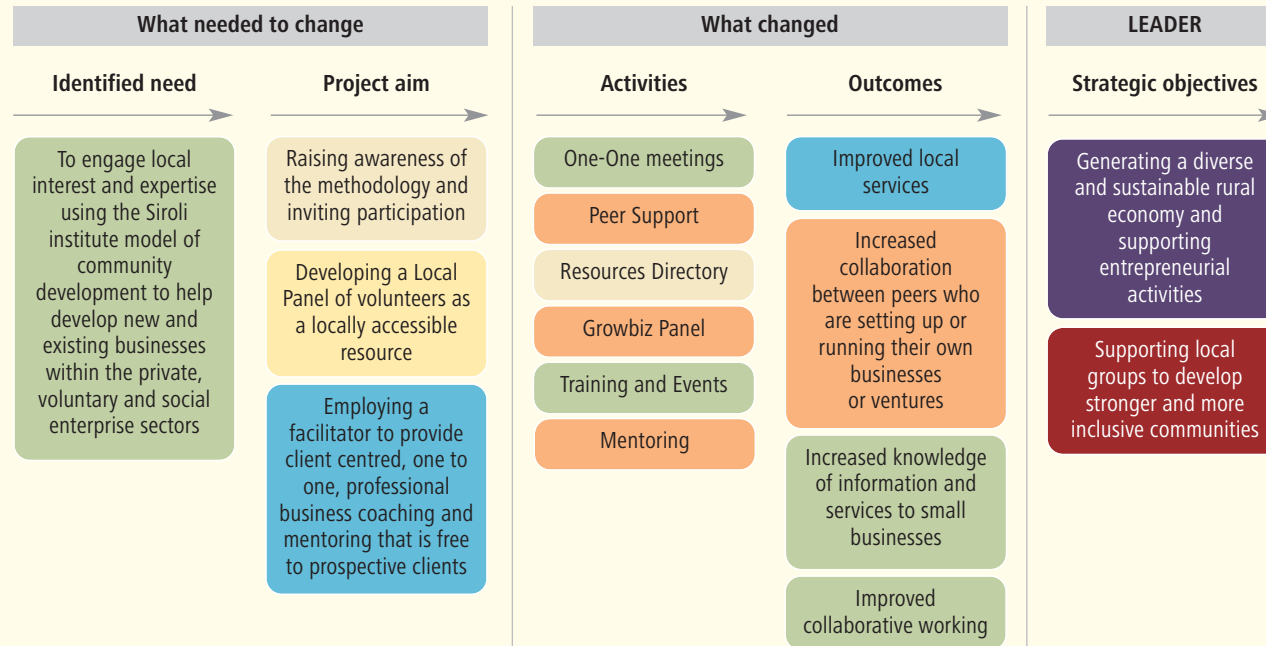 What needed to change
What changed
LEADER
Identified need
Project aim
Activities
Outcomes
Strategic objectives
To engage local
interest and expertise
using the Siroli
institute model of
community
development to help
develop new and
existing businesses
within the private,
voluntary and social
enterprise sectors
Raising awareness of
the methodology and
inviting participation
Developing a Local
Panel of volunteers as
a locally accessible
resource
Employing a
facilitator to provide
client centred, one to
one, professional
business coaching and
mentoring that is free
to prospective clients
One-One meetings
Peer Support
Resources Directory
Growbiz Panel
Training and Events
Mentoring
Improved local
services
Increased
collaboration
between peers who
are setting up or
running their own
businesses
or ventures
Increased knowledge
of information and
services to small
businesses
Improved
collaborative working
Generating a diverse
and sustainable rural
economy and
supporting
entrepreneurial
activities
Supporting local
groups to develop
stronger and more
inclusive communities